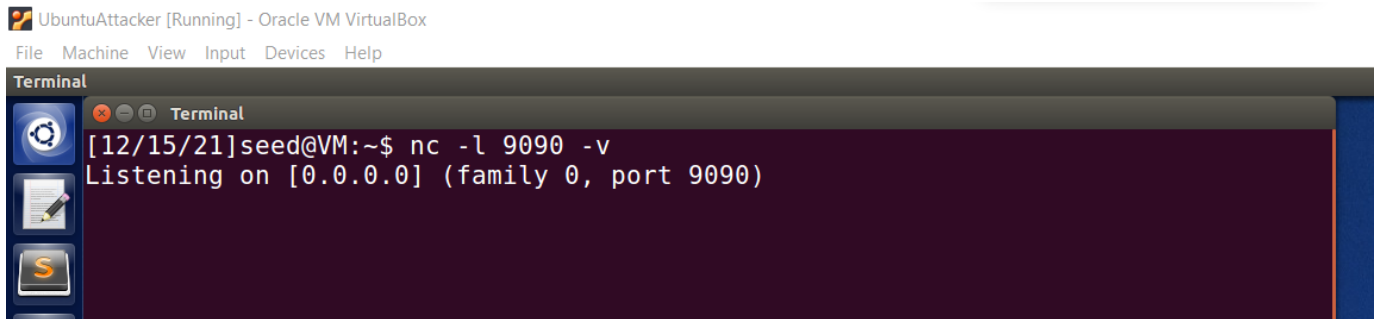 UbuntuAttacker [Running] - Oracle VM VirtualBox
File Machine View Input Devices Help
Terminal
Terminal
[12/15/21]seed@VM:~$ nc -l 9090 -v
Listening on [0.0.0.0] (family 0, port 9090)
S